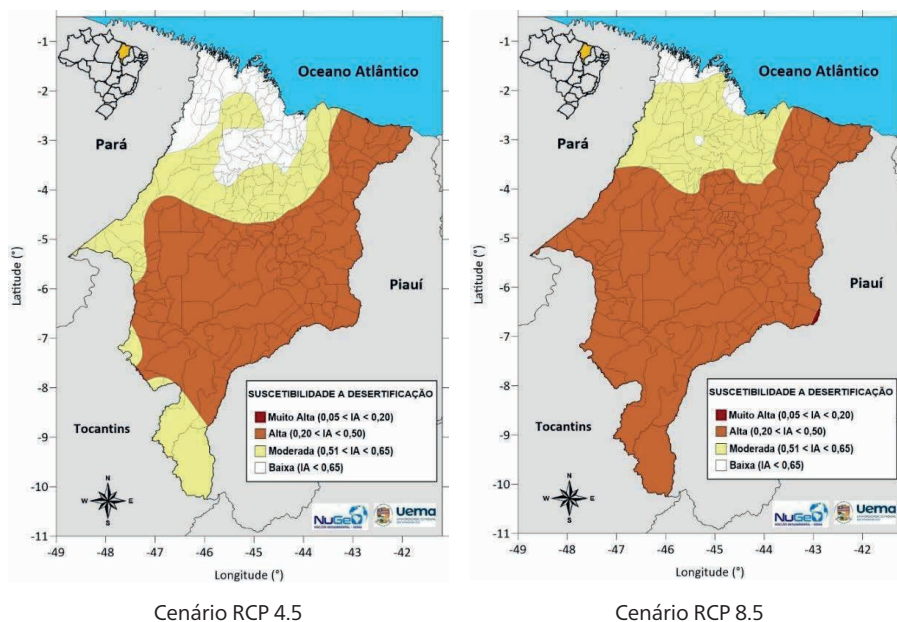 -1
-2
-3
-4
-5
-6
-7
-8
-9
-10
-11
Latitude (°)
Oceano Atlântico
Pará
Piauí
Tocantins
SUSCETIBILIDADE A DESERTIFICAÇÃO
Muito Alta (0,05 < IA < 0,20)
Alta (0,20 < IA < 0,50)
Moderada (0,51 < IA < 0,65)
Baixa (IA < 0,65)
N
W E
S
NuGeo
Uema
-49 -48 -47 -46 -45 -44 -43 -42
Longitude (°)
Cenário RCP 4.5
-1
-2
-3
-4
-5
-6
-7
-8
-9
-10
-11
Latitude (°)
Oceano Atlântico
Pará
Piauí
Tocantins
SUSCETIBILIDADE A DESERTIFICAÇÃO
Muito Alta (0,05 < IA < 0,20)
Alta (0,20 < IA < 0,50)
Moderada (0,51 < IA < 0,65)
Baixa (IA < 0,65)
N
W E
S
NuGeo
Uema
-49 -48 -47 -46 -45 -44 -43 -42
Longitude (°)
Cenário RCP 8.5